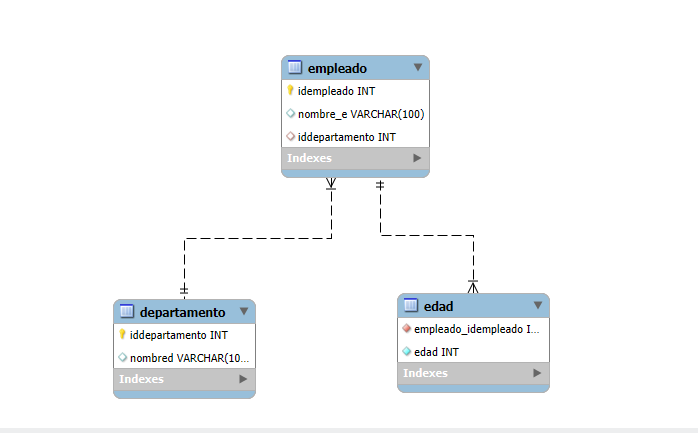 empleado
idempleado INT
nombre_e VARCHAR(100)
iddepartamento INT
Indexes
departamento
iddepartamento INT
nombred VARCHAR(10...
Indexes
edad
empleado_idempleado I...
edad INT
Indexes